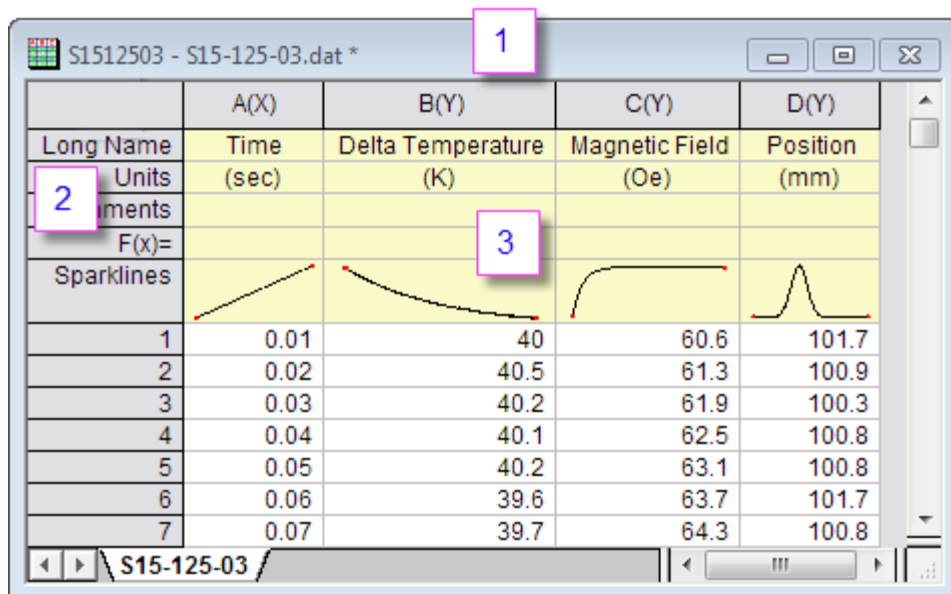 1
S1512503 - S15-125-03.dat *
A(X) B(Y) C(Y) D(Y)
Long Name Time Delta Temperature Magnetic Field Position
Units (sec) (K) (Oe) (mm)
2
ments
F(x)=
3
Sparklines
1 0.01 40 60.6 101.7
2 0.02 40.5 61.3 100.9
3 0.03 40.2 61.9 100.3
4 0.04 40.1 62.5 100.8
5 0.05 40.2 63.1 100.8
6 0.06 39.6 63.7 101.7
7 0.07 39.7 64.3 100.8
S15-125-03